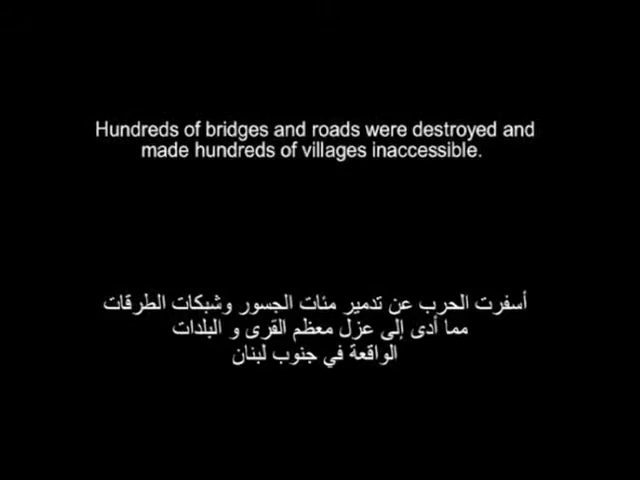 Hundreds of bridges and roads were destroyed and
made hundreds of villages inaccessible.
أسفرت الحرب عن تدمير مئات الجسور وشبكات الطرقات
مما أدى إلى عزل معظم القرى و البلدات
الواقعة في جنوب لبنان